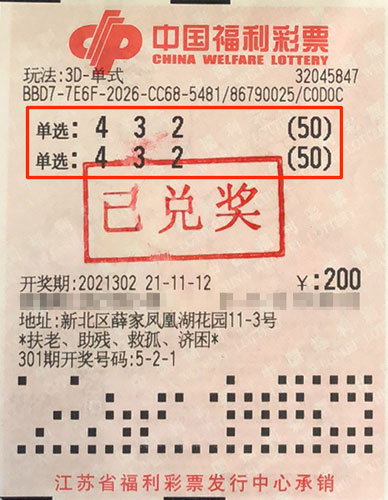 中国福利彩票
CHINA WELFARE LOTTERY
玩法:3D-单式 32045847
BBD7-7E6F-2026-CC68-5481/86790025/C0D0C
单选: 4 3 2 (50)
单选: 4 3 2 (50)
已兑奖
开奖期:2021302 21-11-12 ¥:200
地址:新北区薛家凤凰湖花园11-3号
*扶老、助残、救孤、济困*
301期开奖号码:5-2-1
江苏省福利彩票发行中心承销